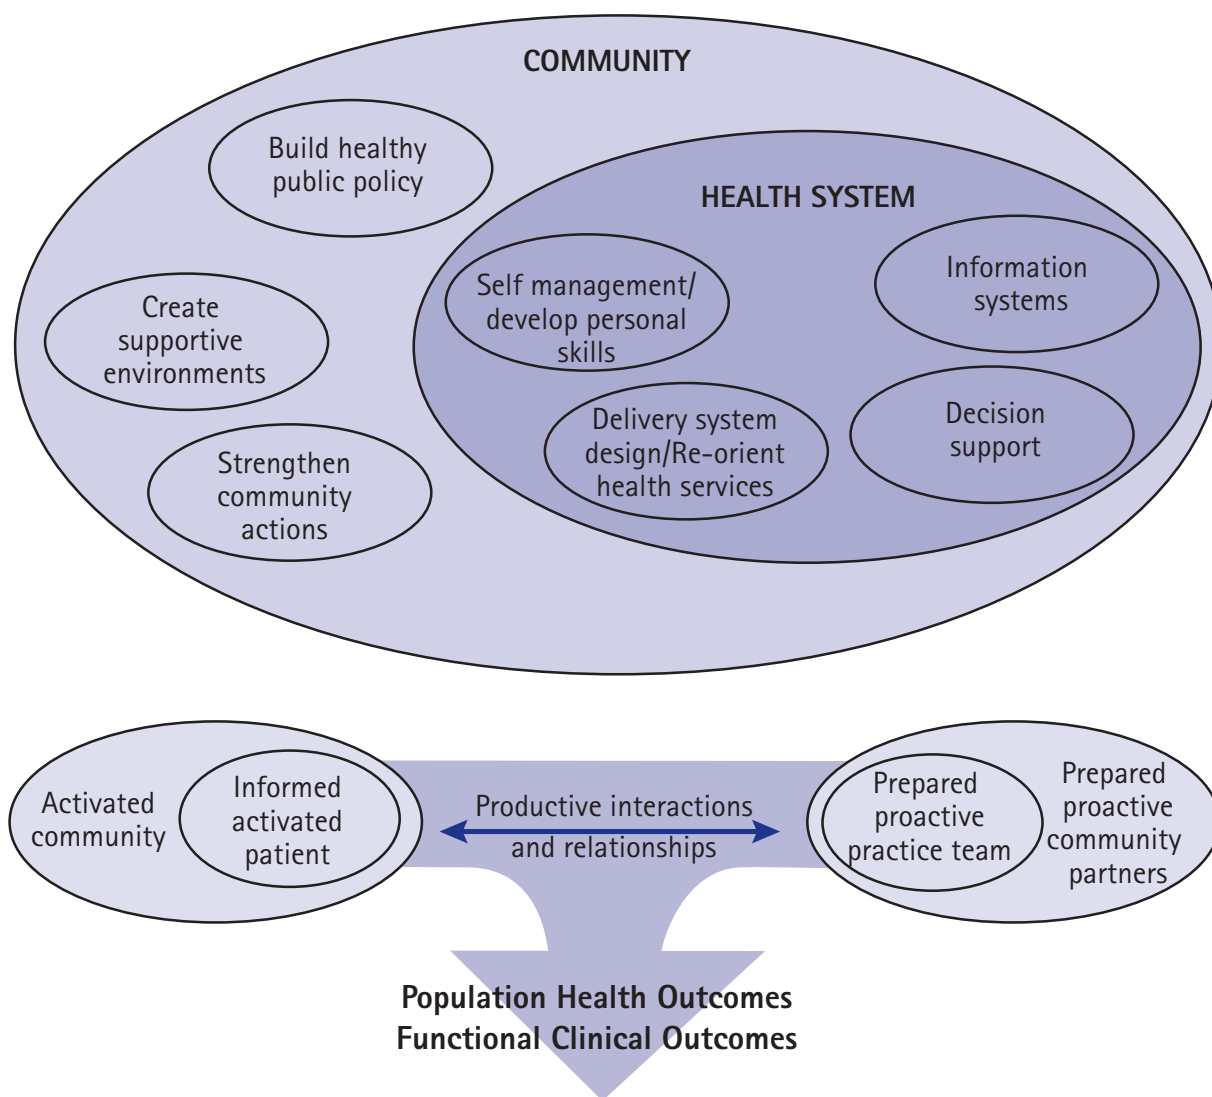 COMMUNITY
Build healthy
public policy
HEALTH SYSTEM
Self management/
develop personal
skills
Information
systems
Create
supportive
environments
Delivery system
design/Re-orient
health services
Decision
support
Strengthen
community
actions
Activated
community
Informed
activated
patient
Productive interactions
and relationships
Prepared
proactive
practice team
Prepared
proactive
community
partners
Population Health Outcomes
Functional Clinical Outcomes